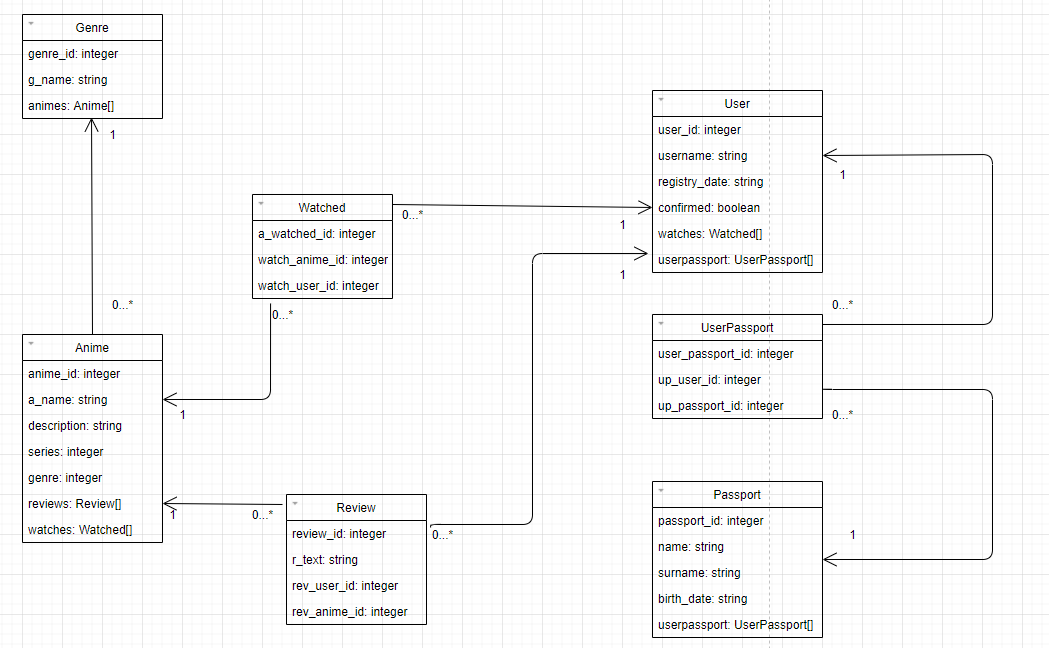 Genre
genre_id: integer
g_name: string
animes: Anime[]
1
0...*
Anime
anime_id: integer
a_name: string
description: string
series: integer
genre: integer
reviews: Review[]
watches: Watched[]
Watched
a_watched_id: integer
watch_anime_id: integer
watch_user_id: integer
0...*
1
0...*
1
Review
review_id: integer
r_text: string
rev_user_id: integer
rev_anime_id: integer
1
0...*
0...*
1
User
user_id: integer
username: string
registry_date: string
confirmed: boolean
watches: Watched[]
userpassport: UserPassport[]
1
0...*
UserPassport
user_passport_id: integer
up_user_id: integer
up_passport_id: integer
0...*
1
Passport
passport_id: integer
name: string
surname: string
birth_date: string
userpassport: UserPassport[]